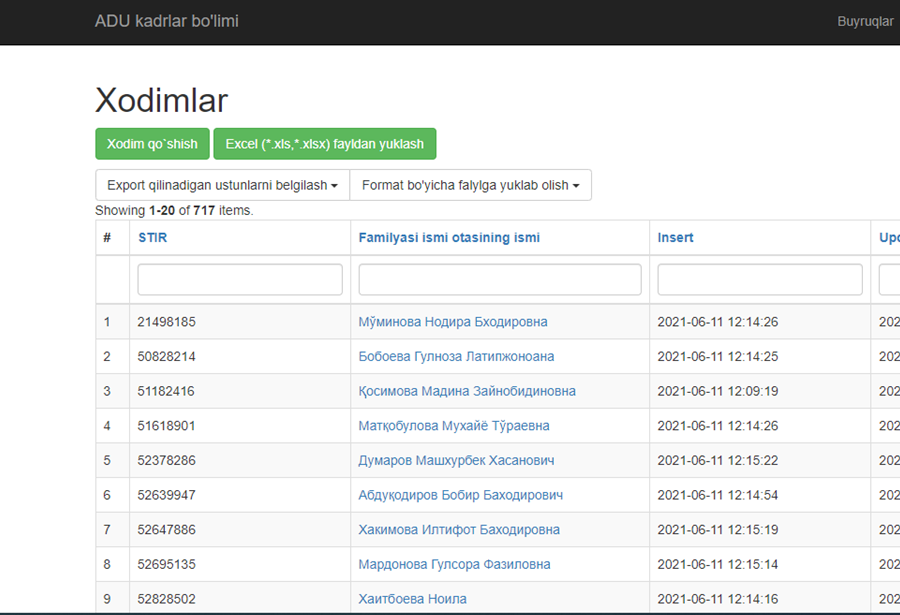 ADU kadrlar bo'limi Buyruqlar
Xodimlar
Xodim qo`shish Excel (*.xls,*.xlsx) fayldan yuklash
Export qilinadigan ustunlarni belgilash Format bo'yicha falylga yuklab olish
Showing 1-20 of 717 items.
# STIR Familyasi ismi otasining ismi Insert
1 21498185 Мўминова Нодира Бходировна 2021-06-11 12:14:26 202
2 50828214 Бобоева Гулноза Латипжоноана 2021-06-11 12:14:25 202
3 51182416 Қосимова Мадина Зайнобидиновна 2021-06-11 12:09:19 202
4 51618901 Матқобулова Мухайё Тўраевна 2021-06-11 12:14:26 202
5 52378286 Думаров Машхурбек Хасанович 2021-06-11 12:15:22 202
6 52639947 Абдуқодиров Бобир Баходирович 2021-06-11 12:14:54 202
7 52647886 Хакимова Илтифот Баходировна 2021-06-11 12:15:19 202
8 52695135 Мардонова Гулсора Фазиловна 2021-06-11 12:15:14 202
9 52828502 Хаитбоева Ноила 2021-06-11 12:14:16 202